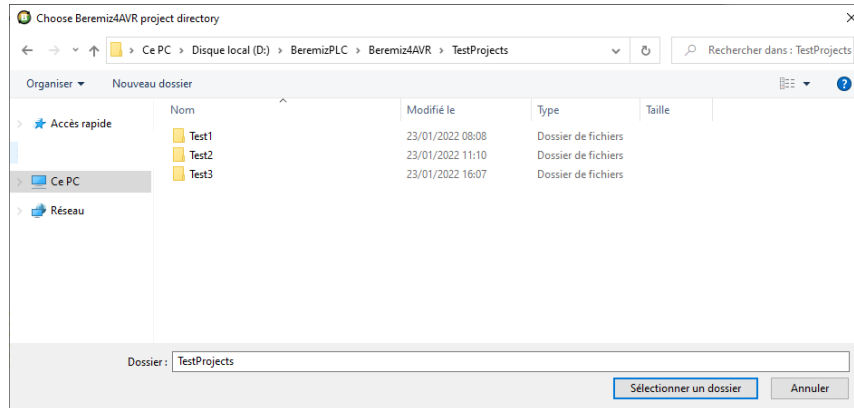 Choose Beremiz4AVR project directory
Ce PC > Disque local (D:) > BeremizPLC > Beremiz4AVR > TestProjects
Rechercher dans : TestProjects
Organiser Nouveau dossier
Nom Modifié le Type Taille
Accès rapide
Ce PC
Réseau
Test1 23/01/2022 08:08 Dossier de fichiers
Test2 23/01/2022 11:10 Dossier de fichiers
Test3 23/01/2022 16:07 Dossier de fichiers
Dossier : TestProjects
Sélectionner un dossier Annuler